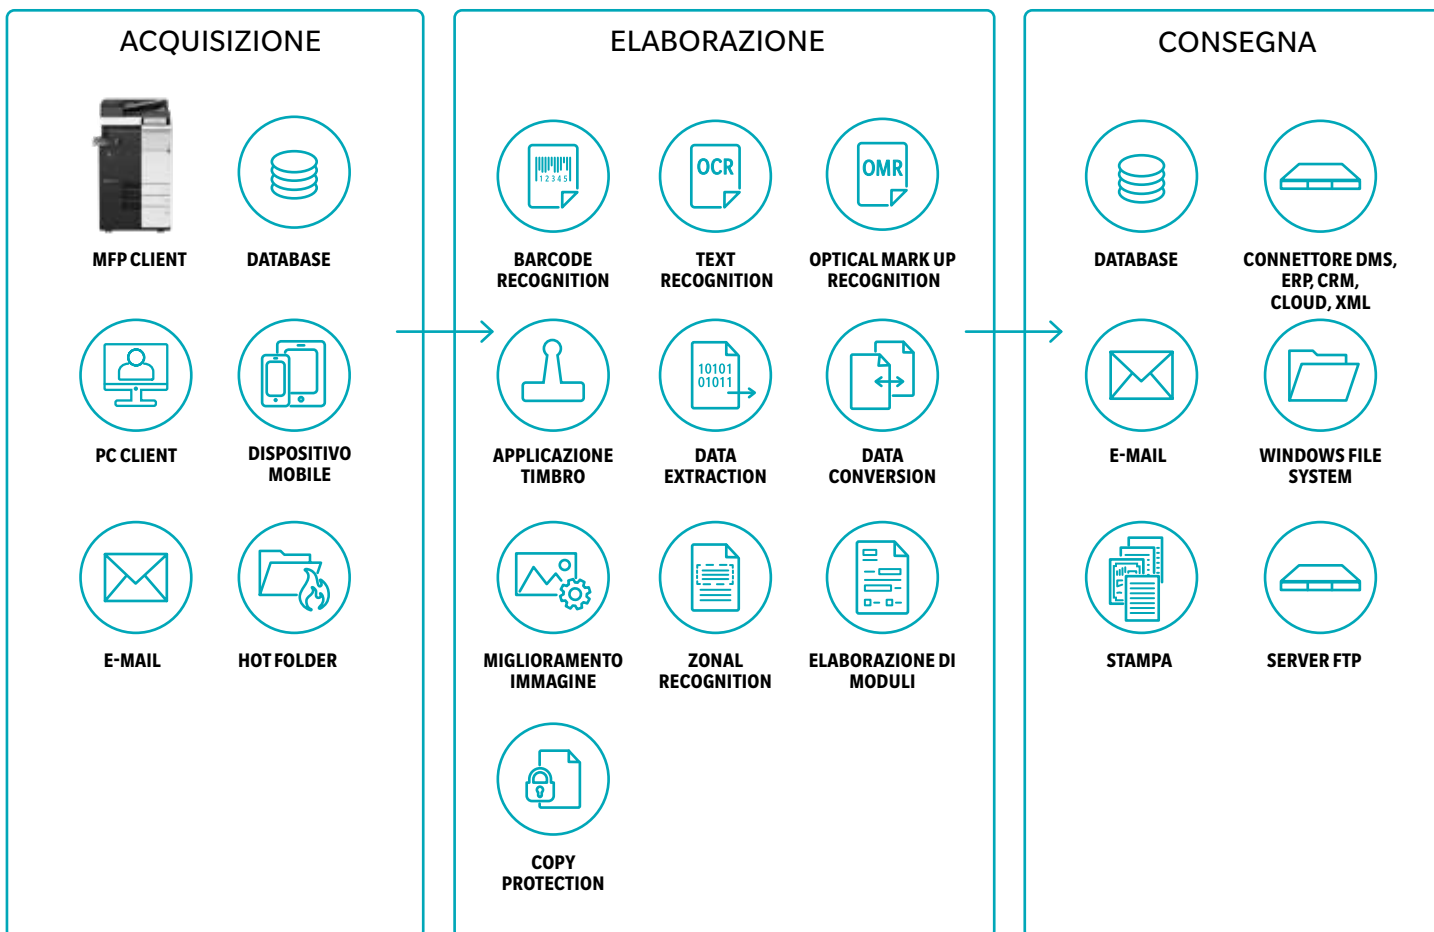 ACQUISIZIONE
MFP CLIENT
DATABASE
PC CLIENT
DISPOSITIVO
MOBILE
E-MAIL
HOT FOLDER
ELABORAZIONE
12345
BARCODE
RECOGNITION
OCR
TEXT
RECOGNITION
OMR
OPTICAL MARK UP
RECOGNITION
APPLICAZIONE
TIMBRO
10101
01011
DATA
EXTRACTION
DATA
CONVERSION
MIGLIORAMENTO
IMMAGINE
ZONAL
RECOGNITION
ELABORAZIONE DI
MODULI
COPY
PROTECTION
CONSEGNA
DATABASE
CONNETTORE DMS,
ERP, CRM,
CLOUD, XML
E-MAIL
WINDOWS FILE
SYSTEM
STAMPA
SERVER FTP